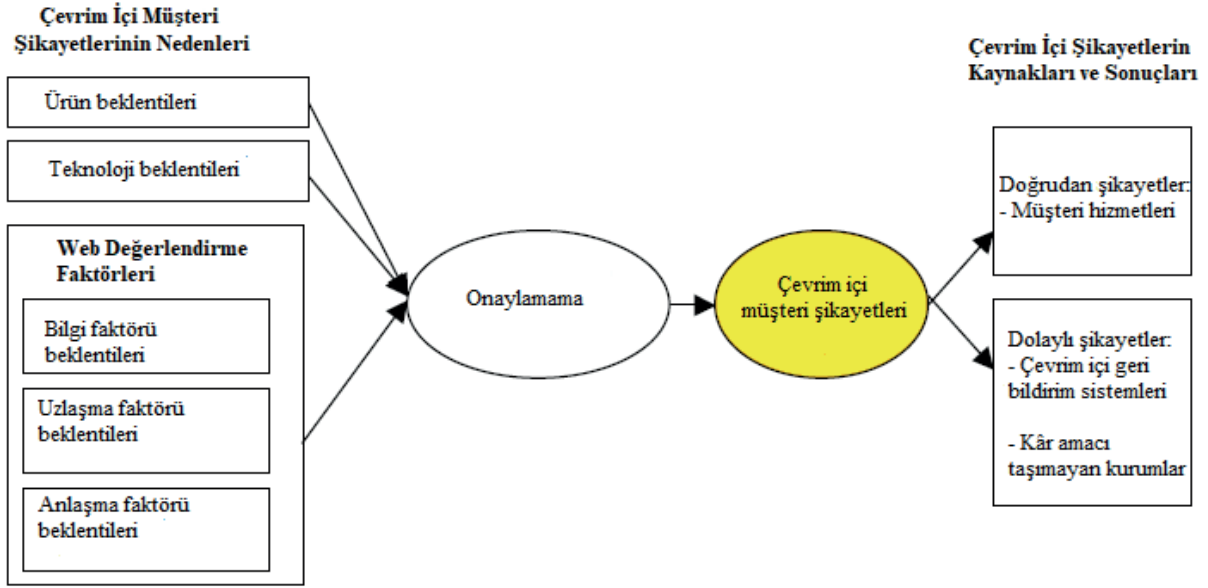 Çevrim İçi Müşteri
Şikayetlerinin Nedenleri
Ürün beklentileri
Teknoloji beklentileri
Web Değerlendirme
Faktörleri
Bilgi faktörü
beklentileri
Uzlaşma faktörü
beklentileri
Anlaşma faktörü
beklentileri
Onaylamama
Çevrim içi
müşteri şikayetleri
Çevrim İçi Şikayetlerin
Kaynakları ve Sonuçları
Doğrudan şikayetler:
- Müşteri hizmetleri
Dolaylı şikayetler:
- Çevrim içi geri
bildirim sistemleri
- Kâr amacı
taşımayan kurumlar